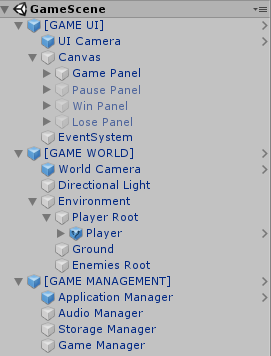 GameScene
[GAME UI]
UI Camera
Canvas
Game Panel
Pause Panel
Win Panel
Lose Panel
EventSystem
[GAME WORLD]
World Camera
Directional Light
Environment
Player Root
Player
Ground
Enemies Root
[GAME MANAGEMENT]
Application Manager
Audio Manager
Storage Manager
Game Manager